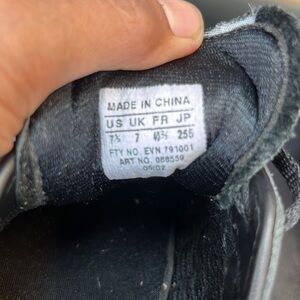 MADE IN CHINA
US UK FR JP
7½ 7 40⅔ 255
FTY NO. EVN 791001
ART NO. 088559
05/02